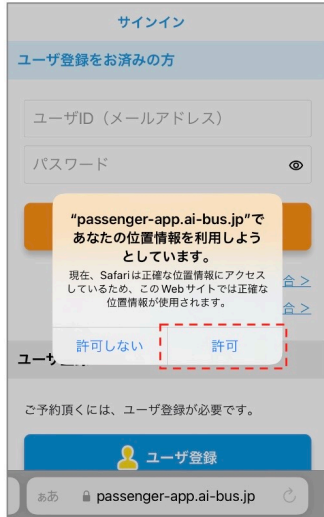 サインイン
ユーザ登録をお済みの方
ユーザID（メールアドレス）
パスワード
“passenger-app.ai-bus.jp”で
あなたの位置情報を利用しよう
としています。
現在、Safariは正確な位置情報にアクセス
しているため、このWebサイトでは正確な
位置情報が使用されます。
合 >
合 >
許可しない
許可
ユーザ
ご予約頂くには、ユーザ登録が必要です。
ユーザ登録
ああ
passenger-app.ai-bus.jp